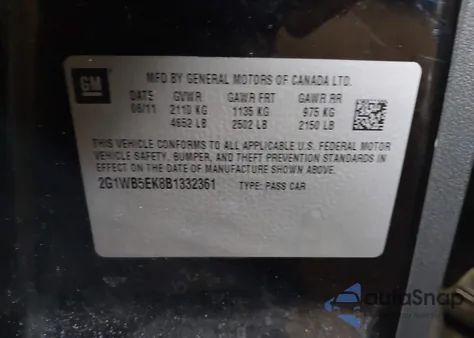 GM
MFD BY GENERAL MOTORS OF CANADA LTD.
DATE GVWR GAWR FRT GAWR RR
06/11 2110 KG 1135 KG 975 KG
4652 LB 2502 LB 2150 LB
THIS VEHICLE CONFORMS TO ALL APPLICABLE U.S. FEDERAL MOTOR
VEHICLE SAFETY, BUMPER, AND THEFT PREVENTION STANDARDS IN
EFFECT ON THE DATE OF MANUFACTURE SHOWN ABOVE.
2G1WB5EK8B1332361 TYPE: PASS CAR
autoSnap